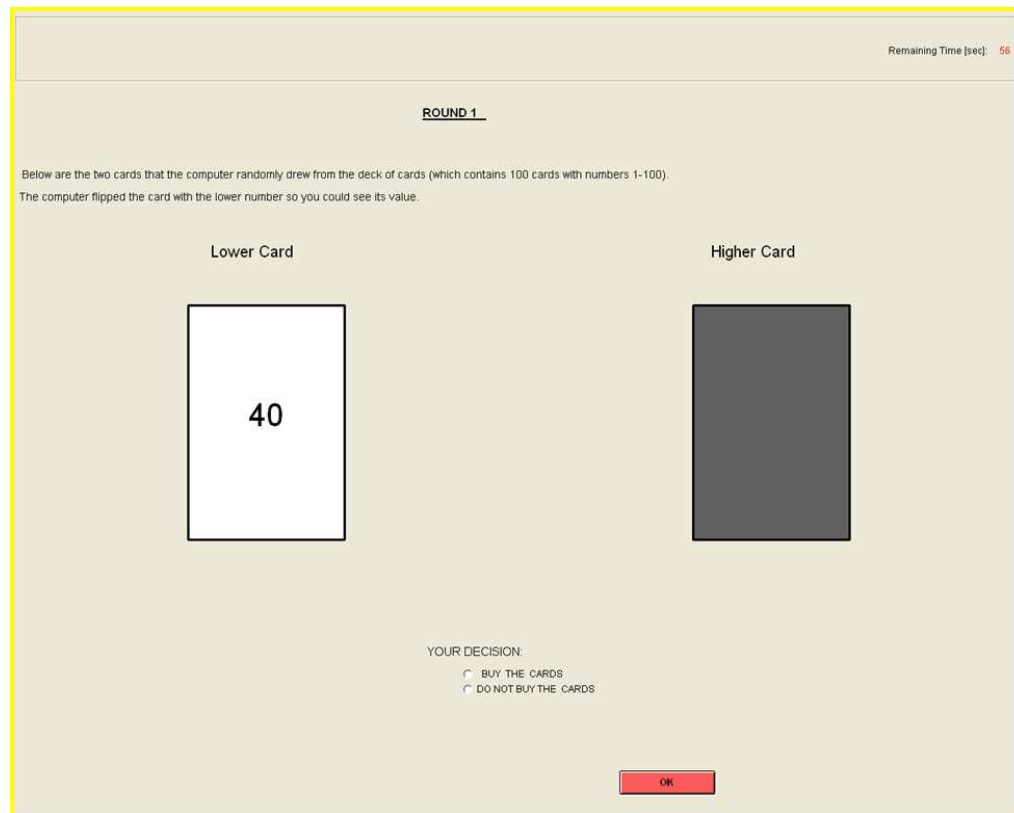 Remaining Time [sec]: 56
ROUND 1
Below are the two cards that the computer randomly drew from the deck of cards (which contains 100 cards with numbers 1-100).
The computer flipped the card with the lower number so you could see its value.
Lower Card Higher Card
40
YOUR DECISION:
BUY THE CARDS
DO NOT BUY THE CARDS
OK